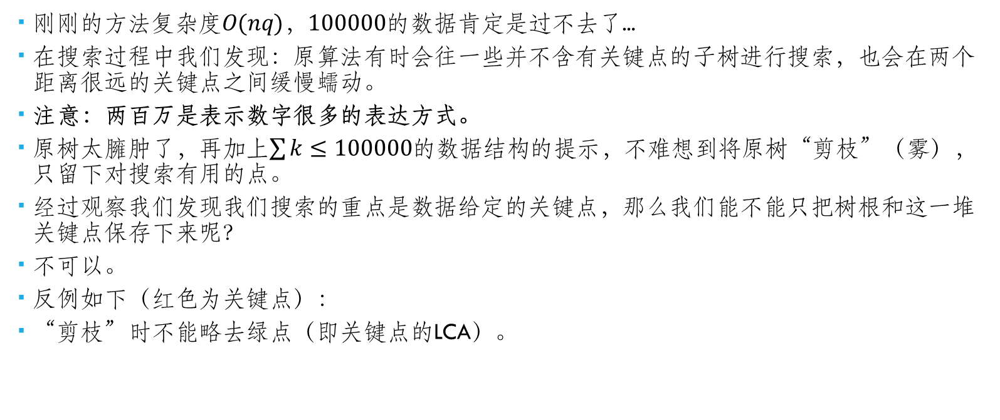 ▪ 刚刚的方法复杂度O(nq)，100000的数据肯定是过不去了…
▪ 在搜索过程中我们发现：原算法有时会往一些并不含有关键点的子树进行搜索，也会在两个
距离很远的关键点之间缓慢蠕动。
▪ 注意：两百万是表示数字很多的表达方式。
▪ 原树太臃肿了，再加上∑k ≤ 100000的数据结构的提示，不难想到将原树“剪枝”（雾），
只留下对搜索有用的点。
▪ 经过观察我们发现我们搜索的重点是数据给定的关键点，那么我们能不能只把树根和这一堆
关键点保存下来呢？
▪ 不可以。
▪ 反例如下（红色为关键点）：
▪ “剪枝”时不能略去绿点（即关键点的LCA）。